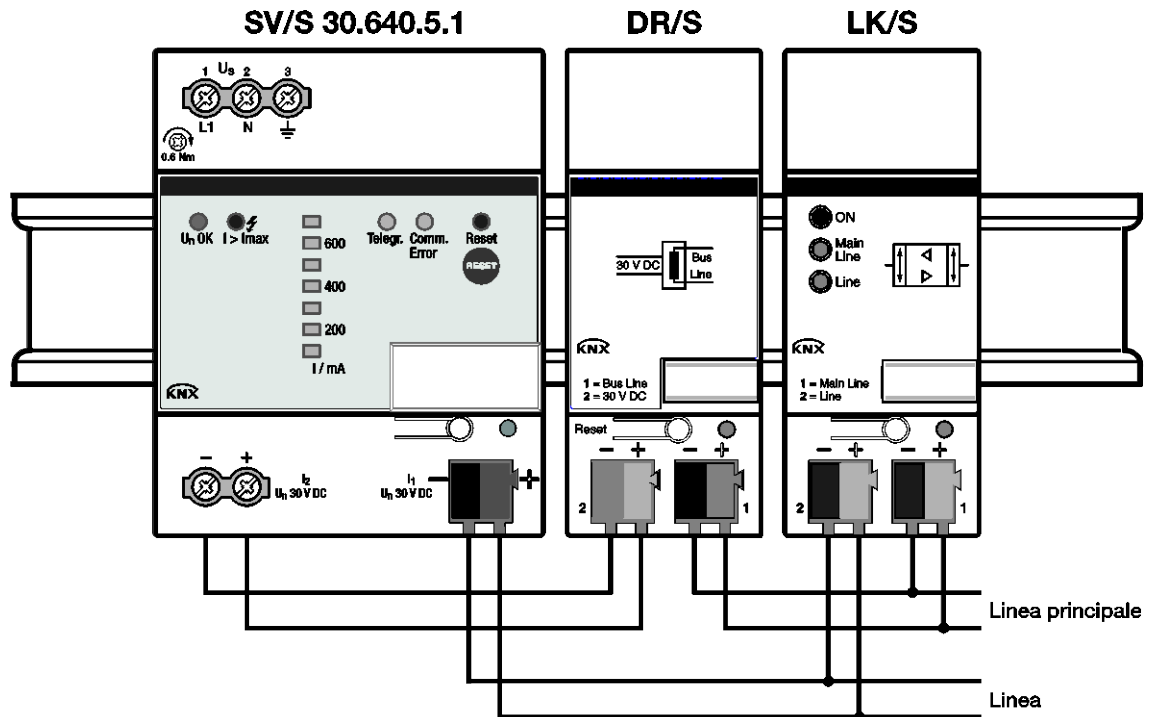 SV/S 30.640.5.1
DR/S
LK/S
1 Us 2 3
L1 N
0.6 Nm
Un OK I > Imax
Telegr. Comm. Error
Reset
RESET
600
400
200
I / mA
KNX
- +
I2
Un 30 V DC
I1
Un 30 V DC
- +
30 V DC
Bus
Line
KNX
1 = Bus Line
2 = 30 V DC
Reset
- + - +
2 1
ON
Main
Line
Line
KNX
1 = Main Line
2 = Line
- + - +
2 1
Linea principale
Linea